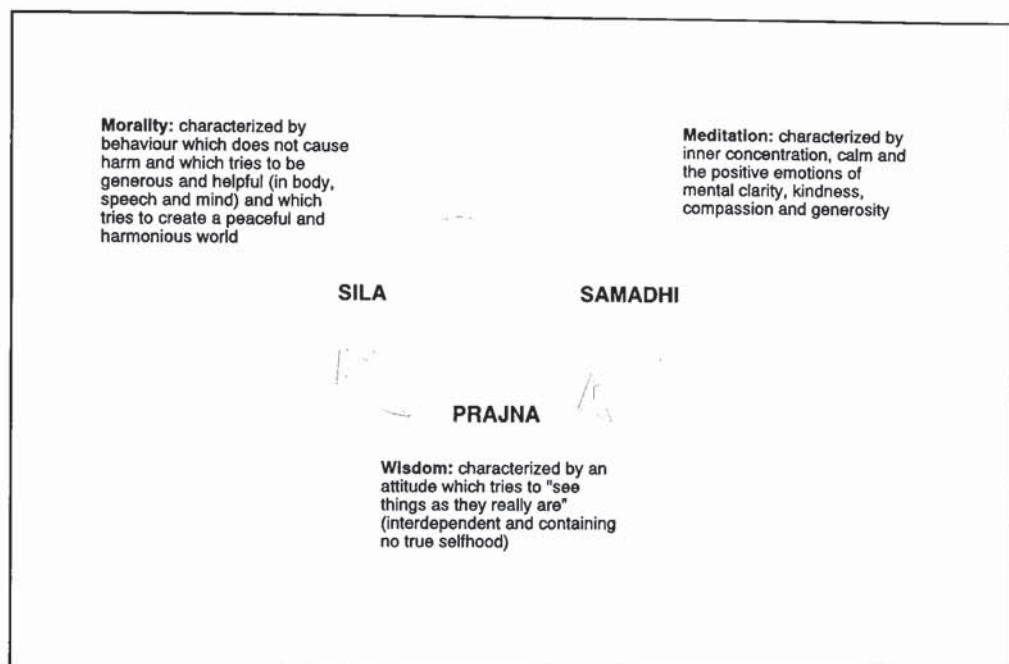 Morality: characterized by
behaviour which does not cause
harm and which tries to be
generous and helpful (in body,
speech and mind) and which
tries to create a peaceful and
harmonious world
Meditation: characterized by
inner concentration, calm and
the positive emotions of
mental clarity, kindness,
compassion and generosity
SILA
SAMADHI
PRAJNA
Wisdom: characterized by an
attitude which tries to "see
things as they really are"
(interdependent and containing
no true selfhood)